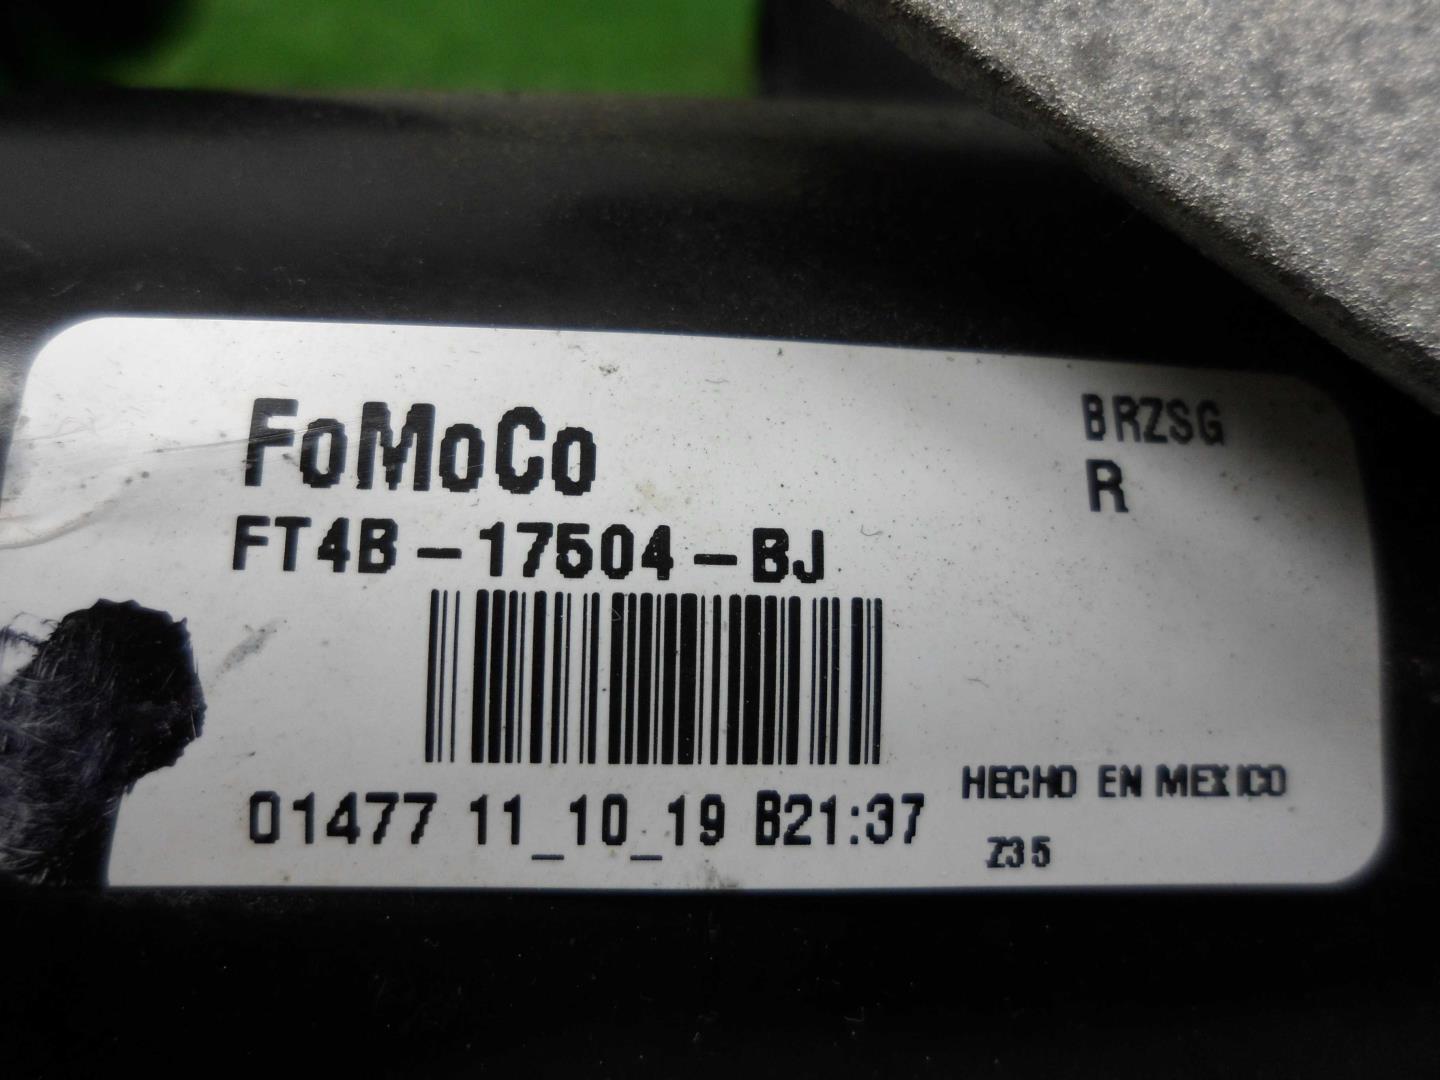 FoMoCo
BRZSG
R
FT4B-17504-BJ
01477 11_10_19 B21:37
HECHO EN MEXICO
Z35